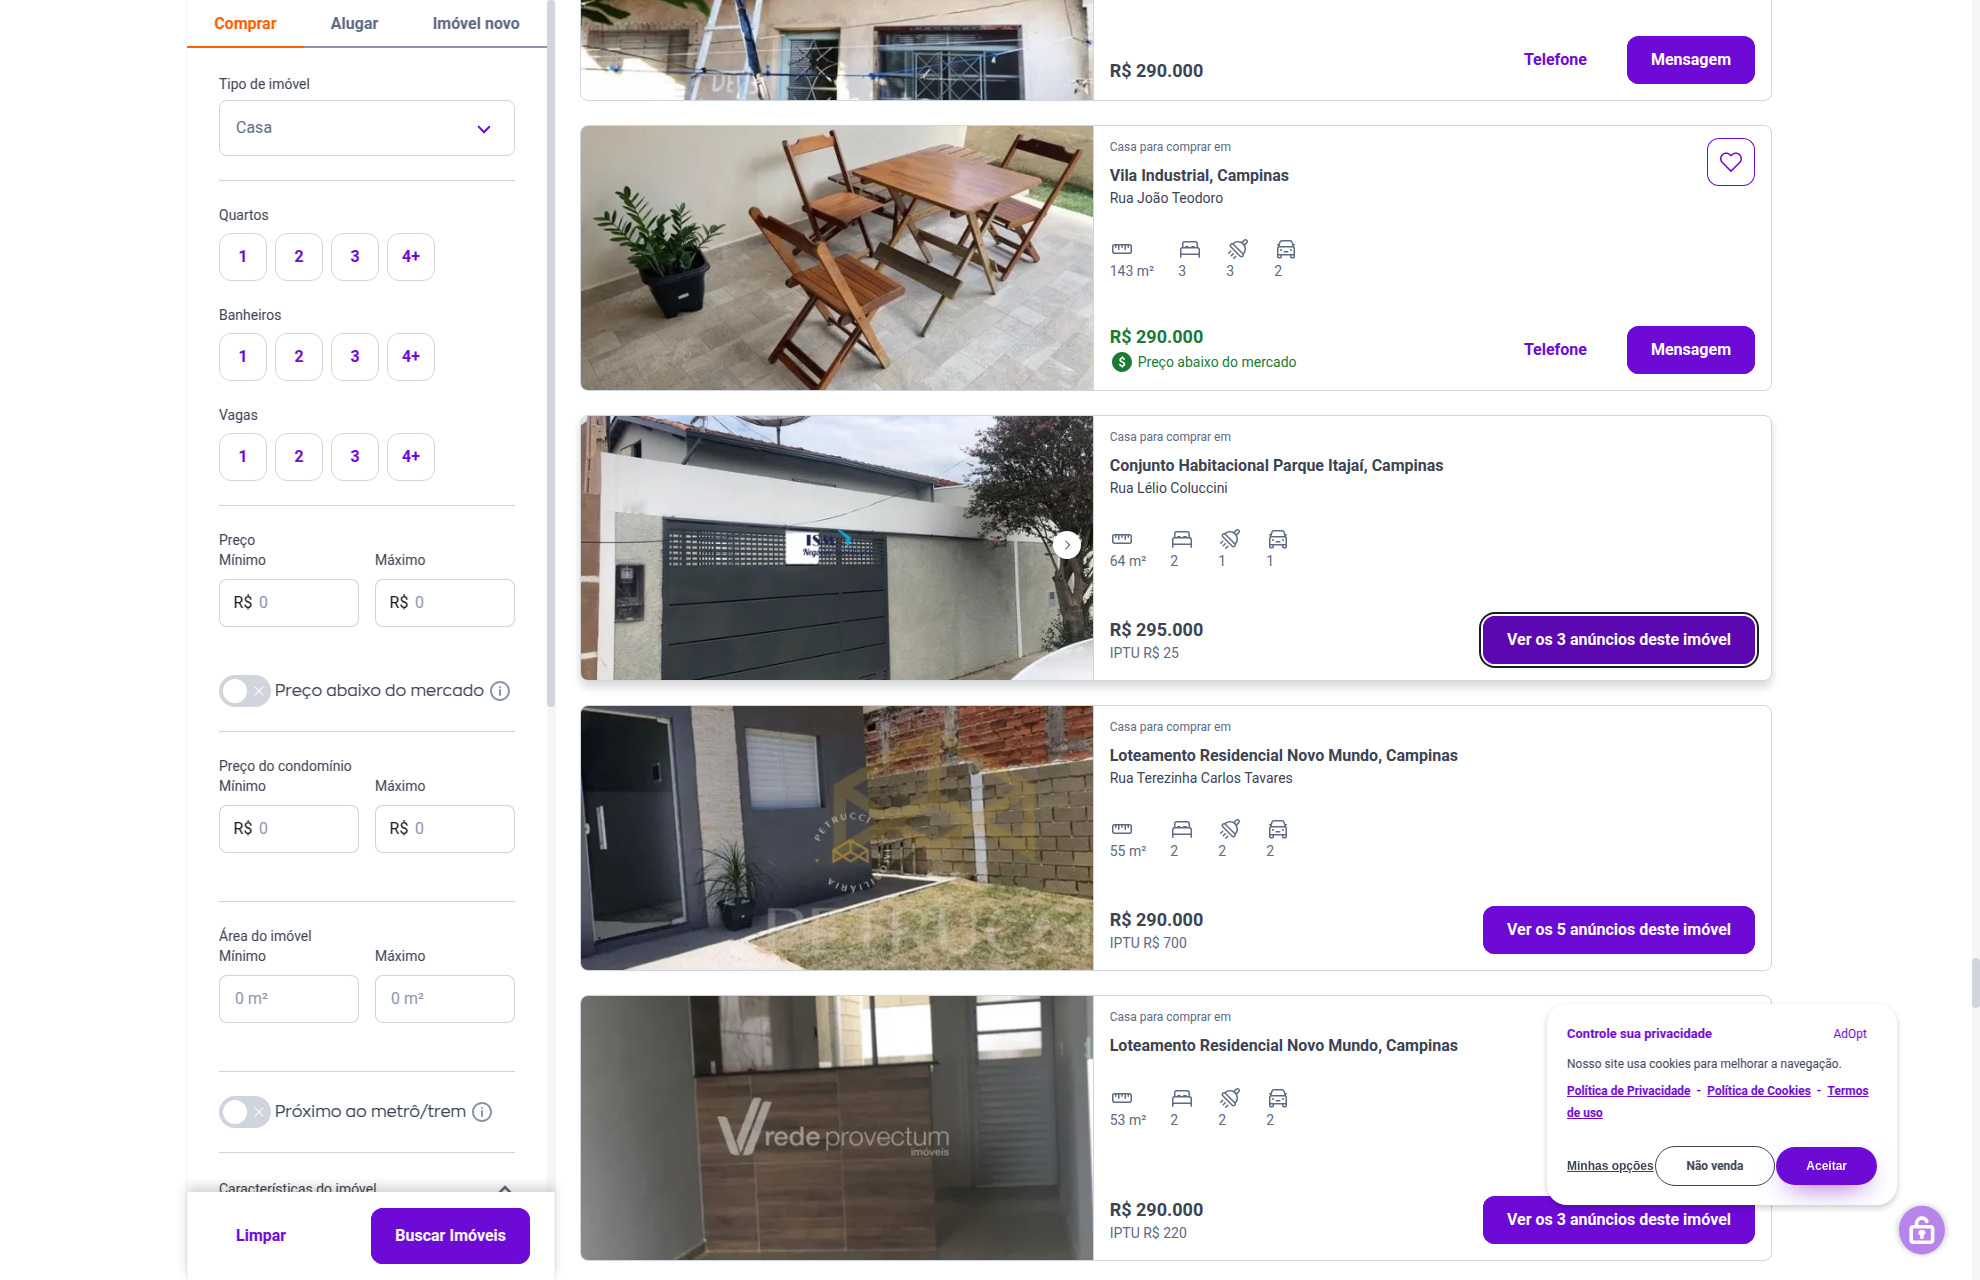 Comprar
Alugar
Imóvel novo
Tipo de imóvel
Casa
Quartos
1
2
3
4+
Banheiros
1
2
3
4+
Vagas
1
2
3
4+
Preço
Mínimo
Máximo
R$ 0
R$ 0
Preço abaixo do mercado
Preço do condomínio
Mínimo
Máximo
R$ 0
R$ 0
Área do imóvel
Mínimo
Máximo
0 m²
0 m²
Próximo ao metrô/trem
Características do imóvel
Limpar
Buscar Imóveis
R$ 290.000
Telefone
Mensagem
Casa para comprar em
Vila Industrial, Campinas
Rua João Teodoro
143 m²
3
3
2
R$ 290.000
Preço abaixo do mercado
Telefone
Mensagem
Casa para comprar em
Conjunto Habitacional Parque Itajaí, Campinas
Rua Lélio Coluccini
64 m²
2
1
1
R$ 295.000
IPTU R$ 25
Ver os 3 anúncios deste imóvel
PETRUCCI
IMOBILIÁRIA
Casa para comprar em
Loteamento Residencial Novo Mundo, Campinas
Rua Terezinha Carlos Tavares
55 m²
2
2
2
R$ 290.000
IPTU R$ 700
Ver os 5 anúncios deste imóvel
rede provectum
imóveis
Casa para comprar em
Loteamento Residencial Novo Mundo, Campinas
53 m²
2
2
2
R$ 290.000
IPTU R$ 220
Ver os 3 anúncios deste imóvel
Controle sua privacidade
AdOpt
Nosso site usa cookies para melhorar a navegação.
Política de Privacidade - Política de Cookies - Termos
de uso
Minhas opções
Não venda
Aceitar